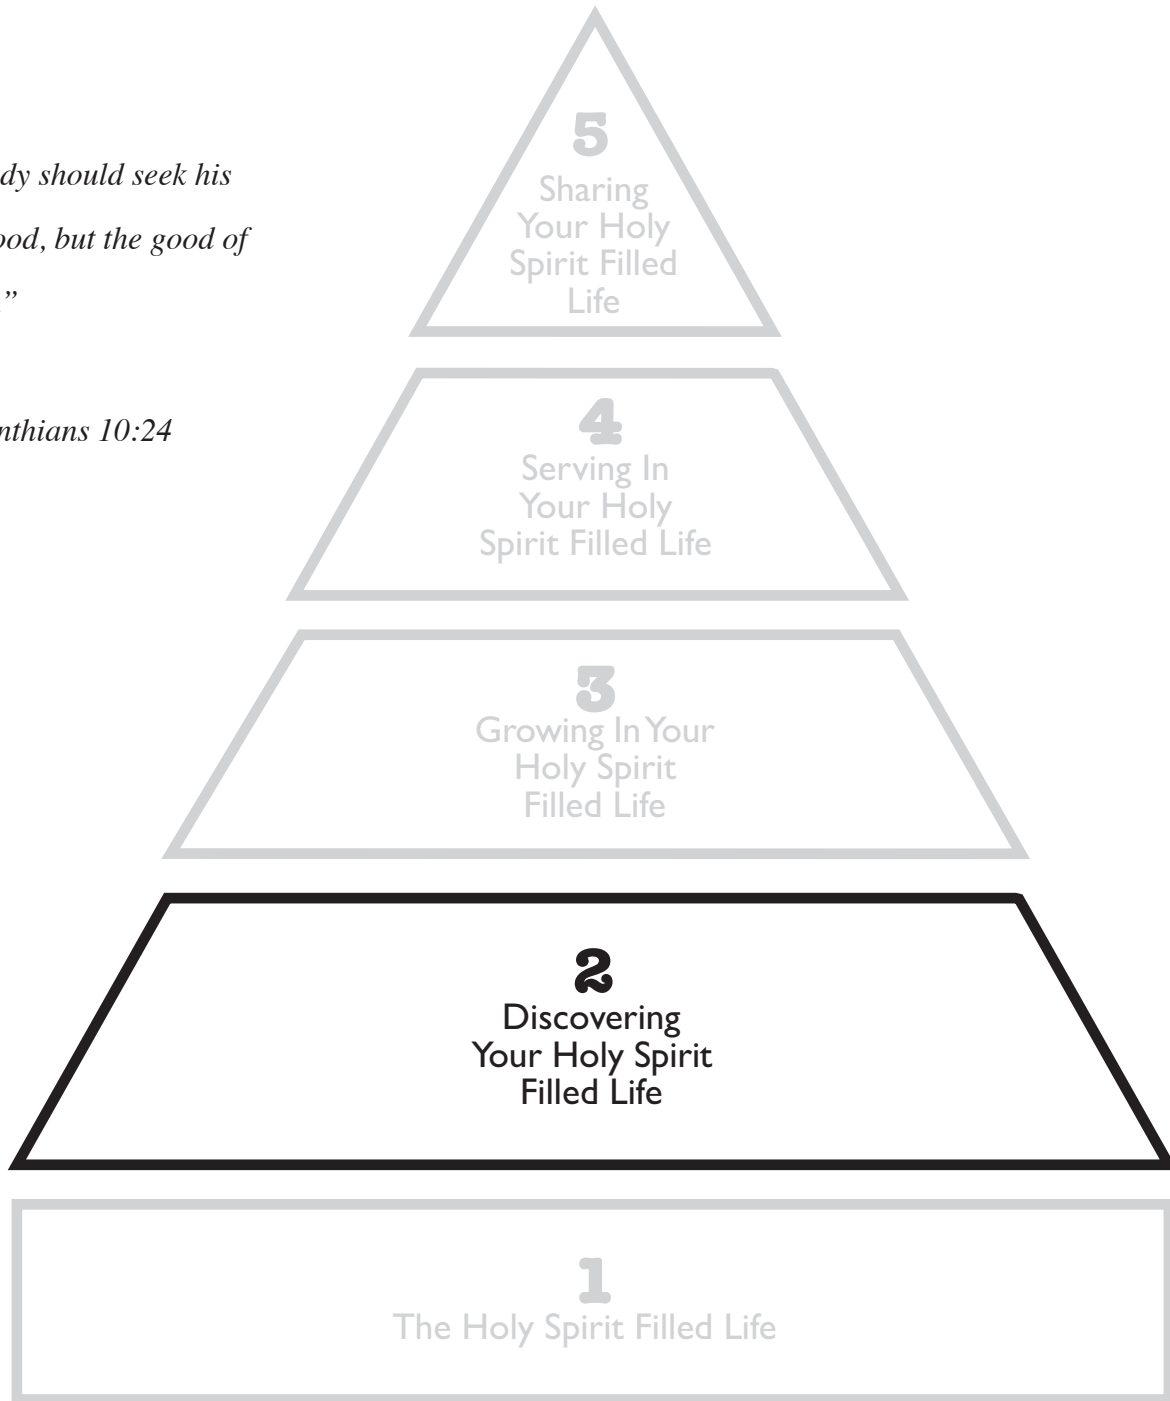 dy should seek his
ood, but the good of
.”
nthians 10:24
5
Sharing
Your Holy
Spirit Filled
Life
4
Serving In
Your Holy
Spirit Filled Life
3
Growing In Your
Holy Spirit
Filled Life
2
Discovering
Your Holy Spirit
Filled Life
1
The Holy Spirit Filled Life